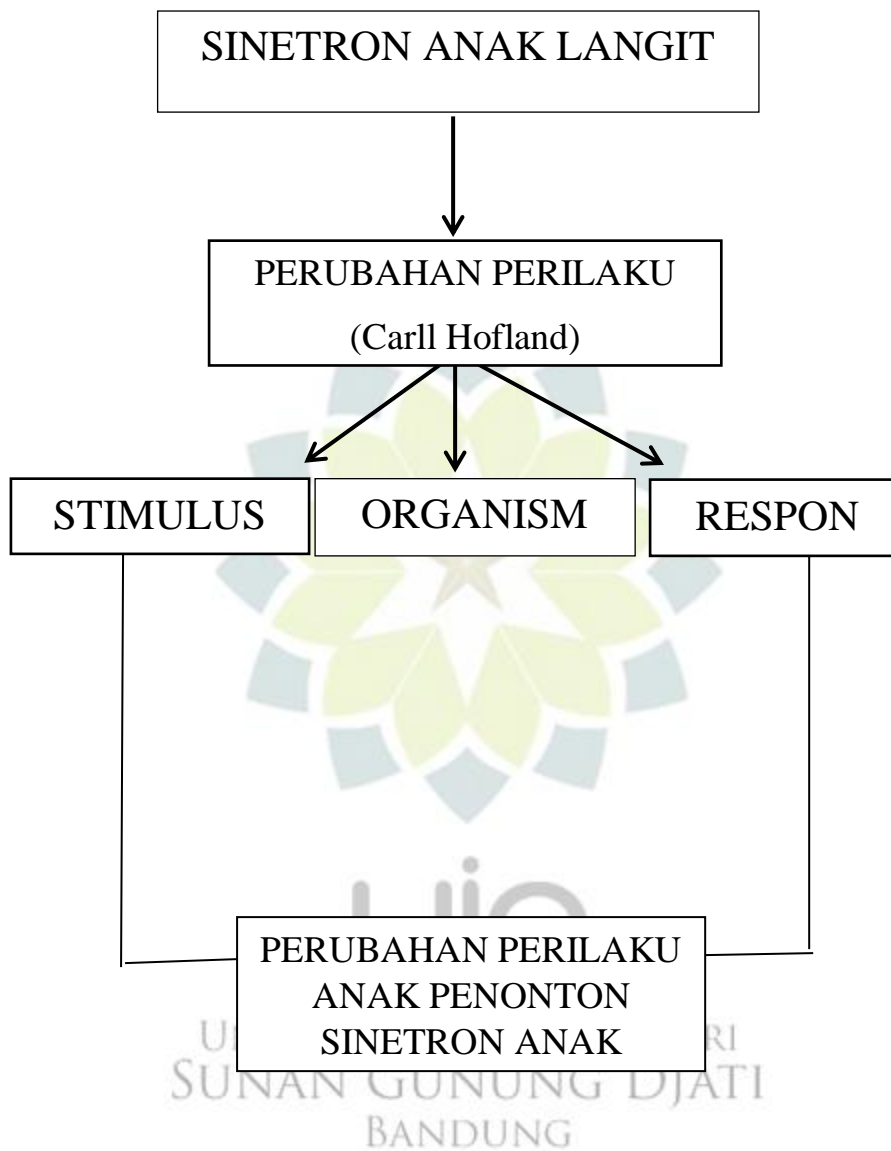 SINETRON ANAK LANGIT
PERUBAHAN PERILAKU
(Carll Hofland)
STIMULUS
ORGANISM
RESPON
PERUBAHAN PERILAKU
ANAK PENONTON
SINETRON ANAK
SUNAN GUNUNG DJATI
BANDUNG